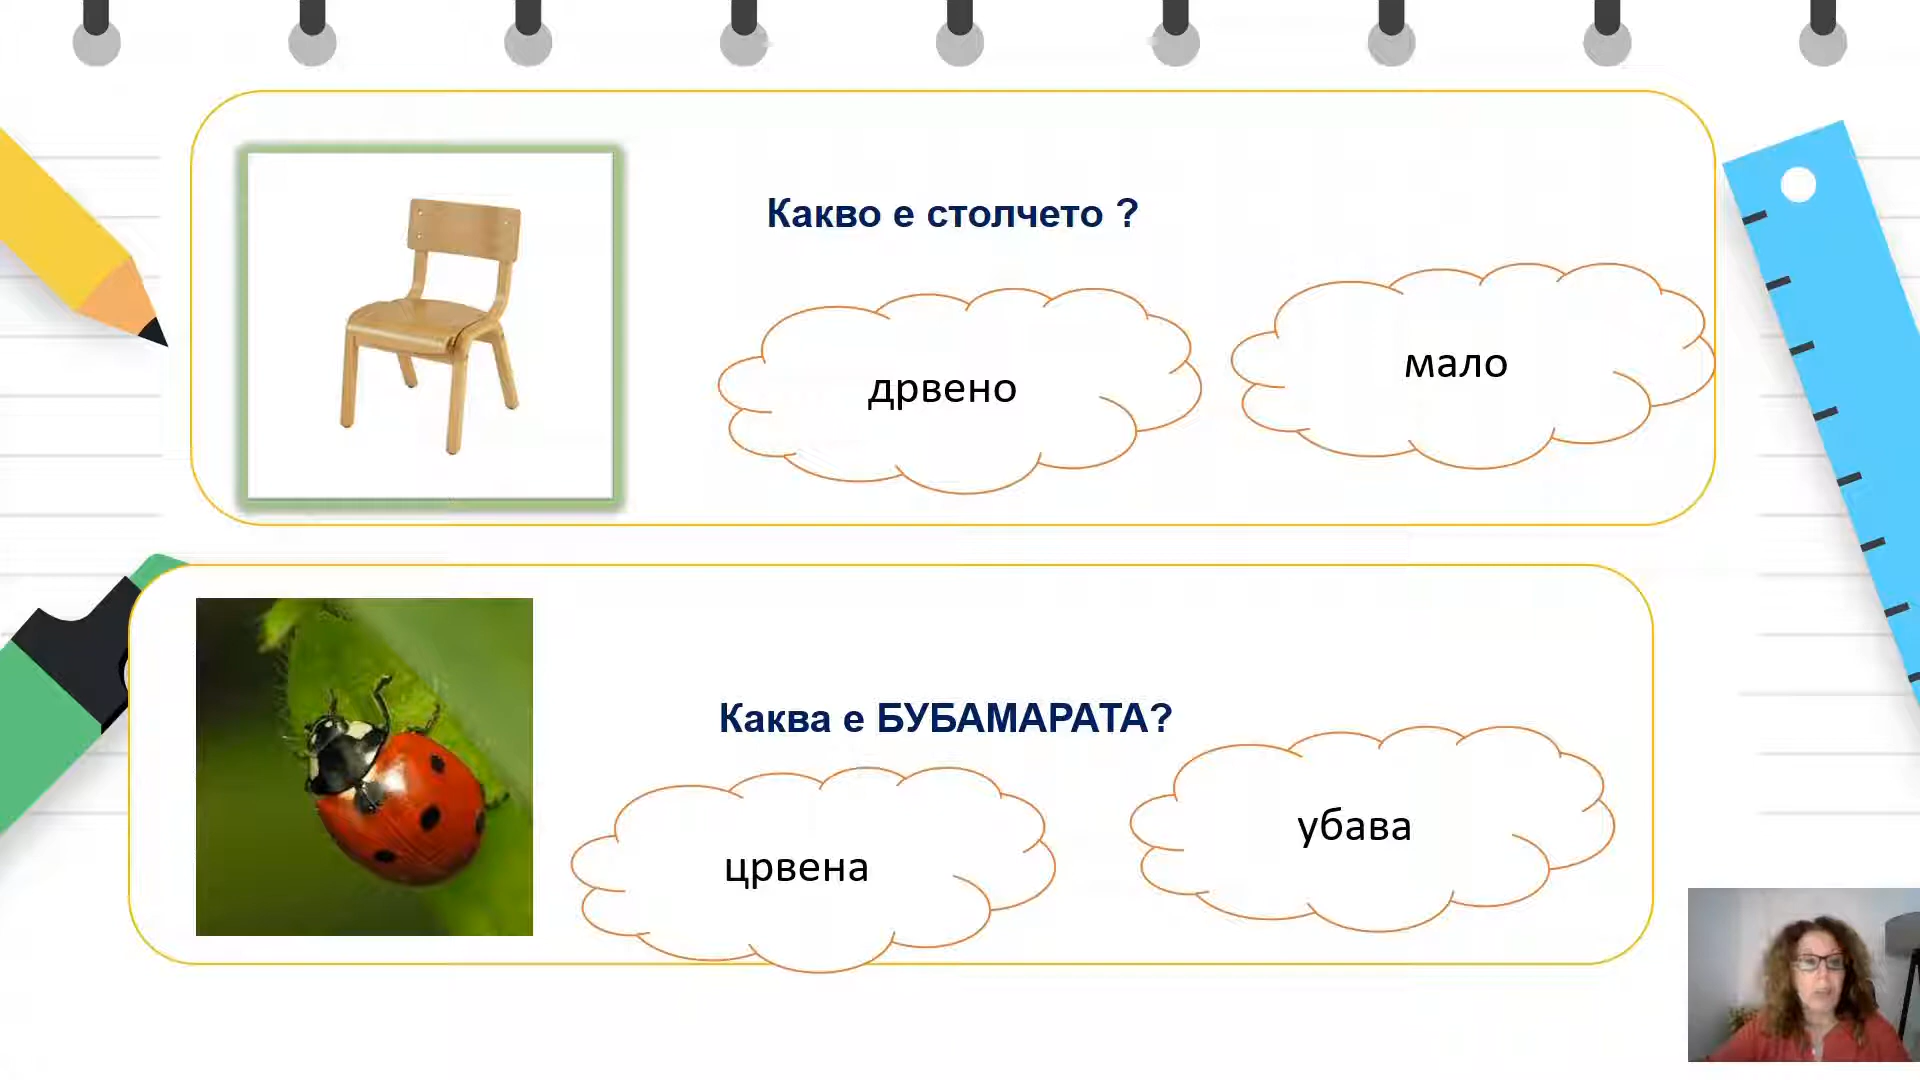 Какво е столчето ?
дрвено
мало
Каква е БУБАМАРАТА?
црвена
убава